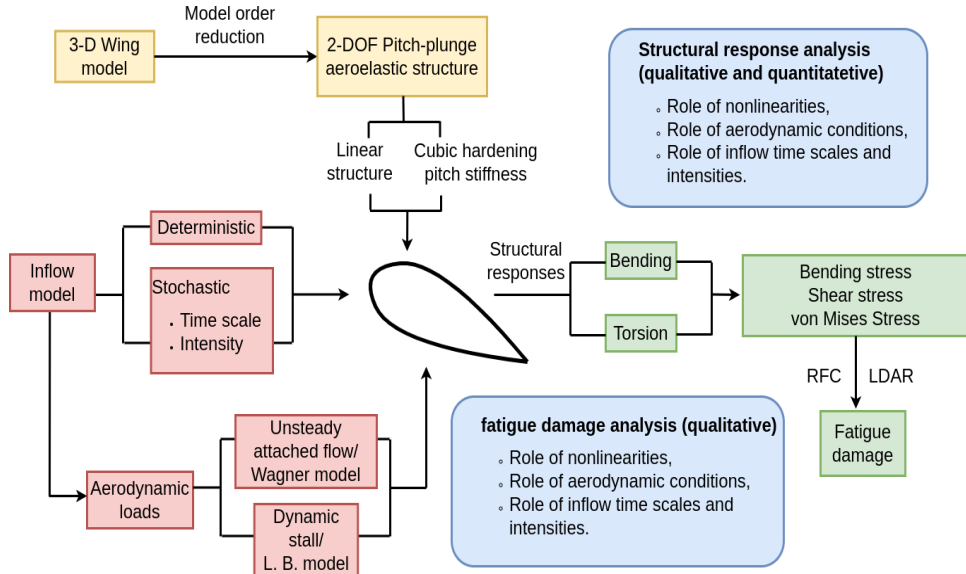 Model order
reduction
3-D Wing
model
2-DOF Pitch-plunge
aeroelastic structure
Structural response analysis
(qualitative and quantitatetive)
Role of nonlinearities,
Role of aerodynamic conditions,
Role of inflow time scales and
intensities.
Linear
structure
Cubic hardening
pitch stiffness
Inflow
model
Deterministic
Stochastic
• Time scale
• Intensity
Structural
responses
Bending
Torsion
Bending stress
Shear stress
von Mises Stress
RFC
LDAR
Fatigue
damage
Aerodynamic
loads
Unsteady
attached flow/
Wagner model
Dynamic
stall/
L. B. model
fatigue damage analysis (qualitative)
Role of nonlinearities,
Role of aerodynamic conditions,
Role of inflow time scales and
intensities.